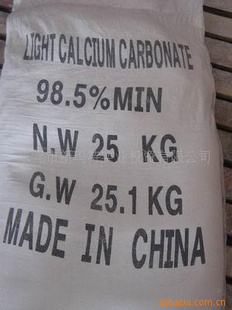 LIGHT CALCIUM CARBONATE
98.5%MIN
N.W 25 KG
G.W 25.1 KG
MADE IN CHINA